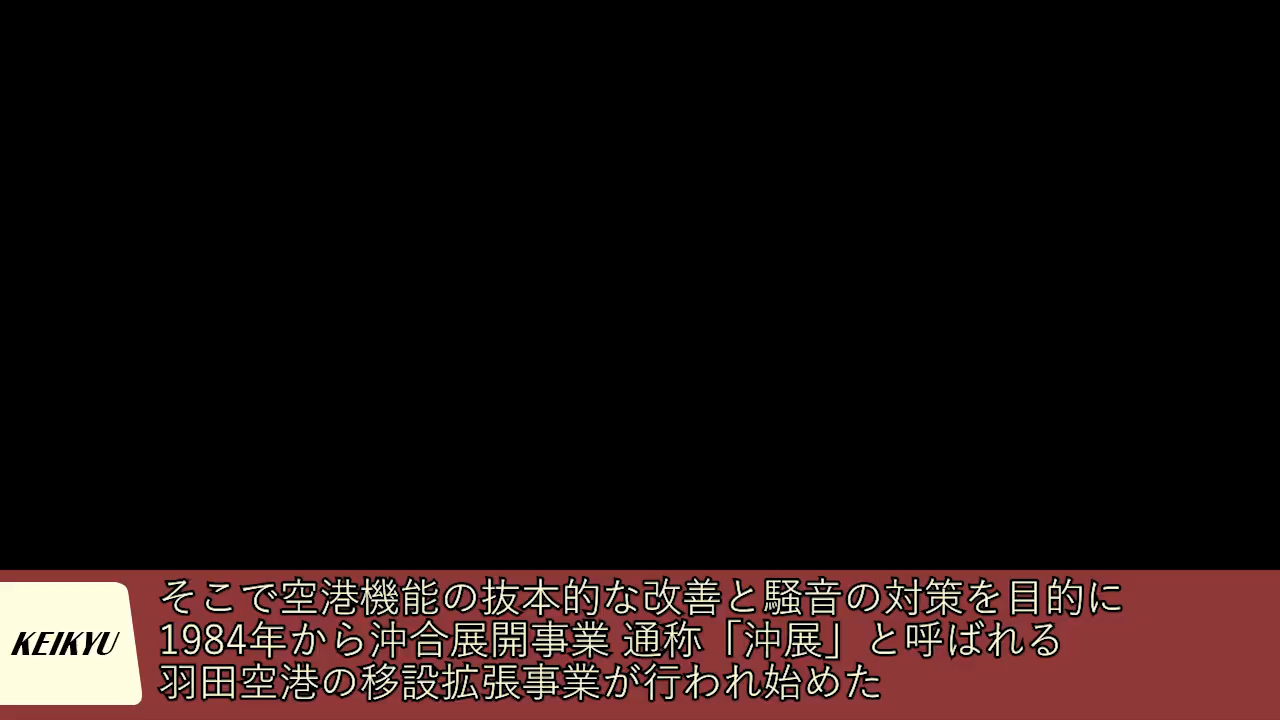 KEIKYU
そこで空港機能の抜本的な改善と騒音の対策を目的に
1984年から沖合展開事業 通称「沖展」と呼ばれる
羽田空港の移設拡張事業が行われ始めた